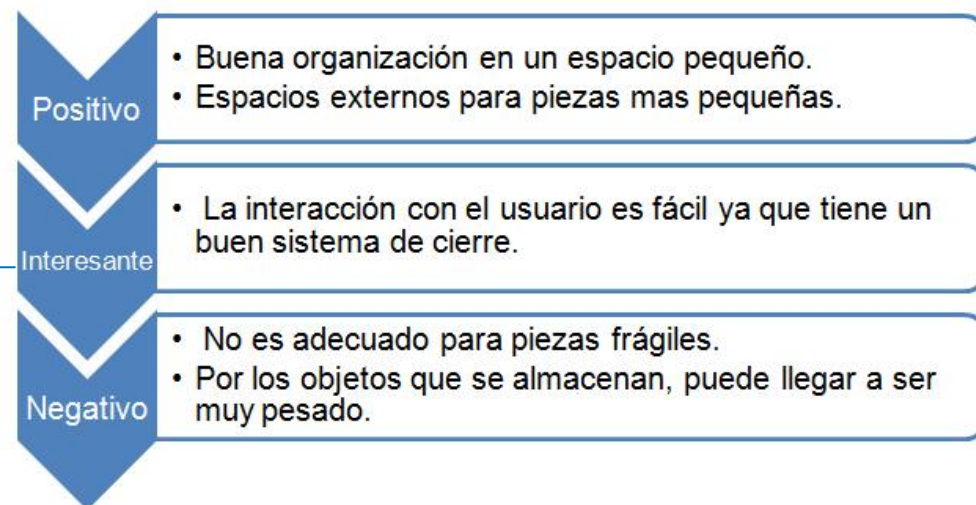 Positivo
• Buena organización en un espacio pequeño.
• Espacios externos para piezas mas pequeñas.
Interesante
• La interacción con el usuario es fácil ya que tiene un
buen sistema de cierre.
Negativo
• No es adecuado para piezas frágiles.
• Por los objetos que se almacenan, puede llegar a ser
muy pesado.